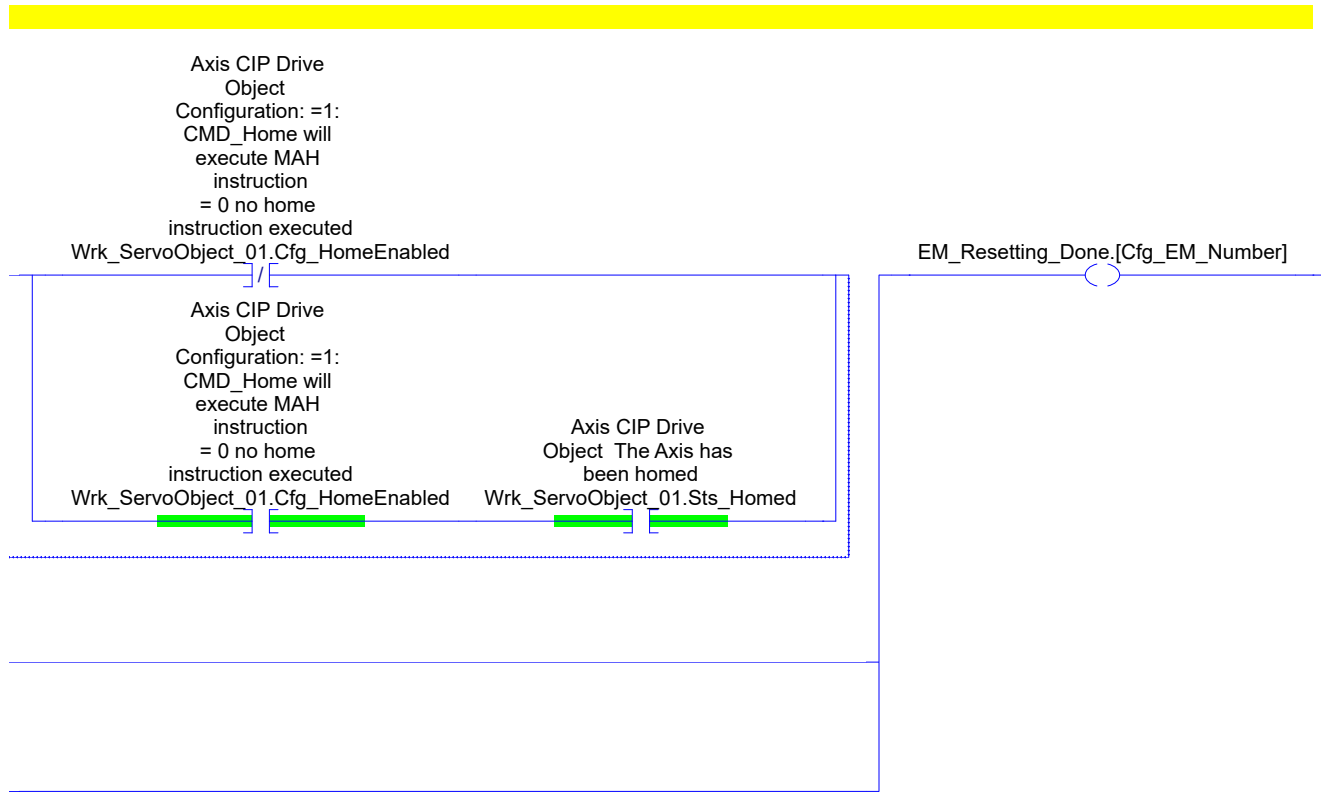 Axis CIP Drive
Object
Configuration: =1:
CMD_Home will
execute MAH
instruction
= 0 no home
instruction executed
Wrk_ServoObject_01.Cfg_HomeEnabled
EM_Resetting_Done.[Cfg_EM_Number]
/
Axis CIP Drive
Object
Configuration: =1:
CMD_Home will
execute MAH
instruction
= 0 no home
instruction executed
Wrk_ServoObject_01.Cfg_HomeEnabled
Axis CIP Drive
Object  The Axis has
been homed
Wrk_ServoObject_01.Sts_Homed